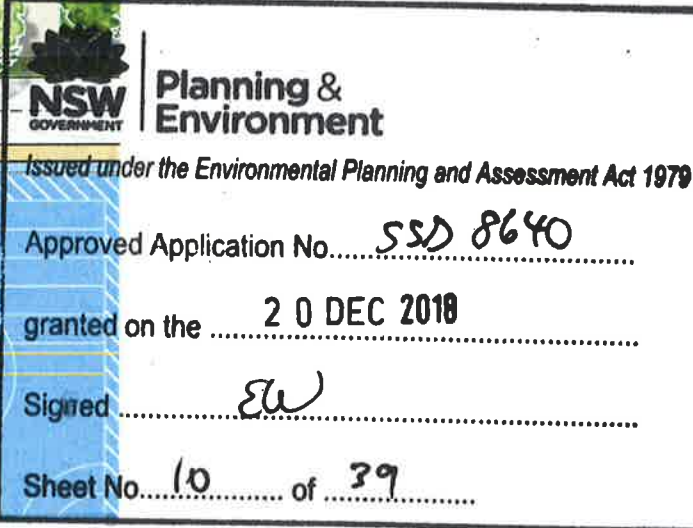 NSW
GOVERNMENT
Planning &
Environment
Issued under the Environmental Planning and Assessment Act 1979
Approved Application No...... SSD 8640
granted on the ...... 20 DEC 2018
Signed ...... EW
Sheet No..... 10 ...... of ... 39 ......